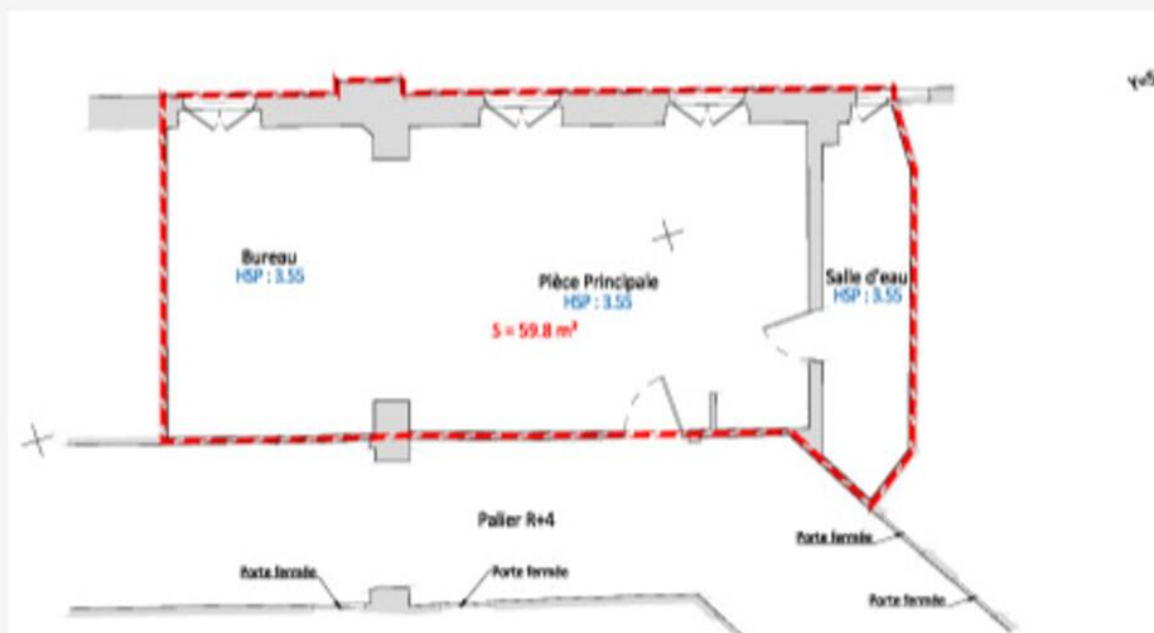 Bureau
HSP : 3.55
Pièce Principale
HSP : 3.55
S = 59.8 m²
Salle d'eau
HSP : 3.55
Palier R+4
Porte fermée
Porte fermée
Porte fermée
Porte fermée